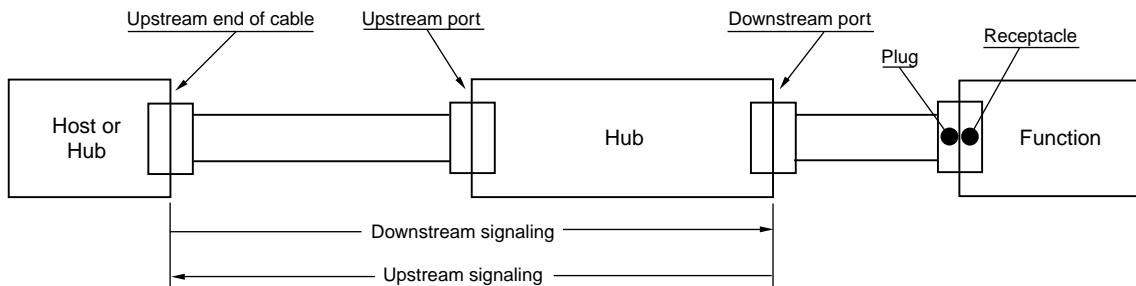 Upstream end of cable
Upstream port
Downstream port
Receptacle
Plug
Host or
Hub
Hub
Function
Downstream signaling
Upstream signaling